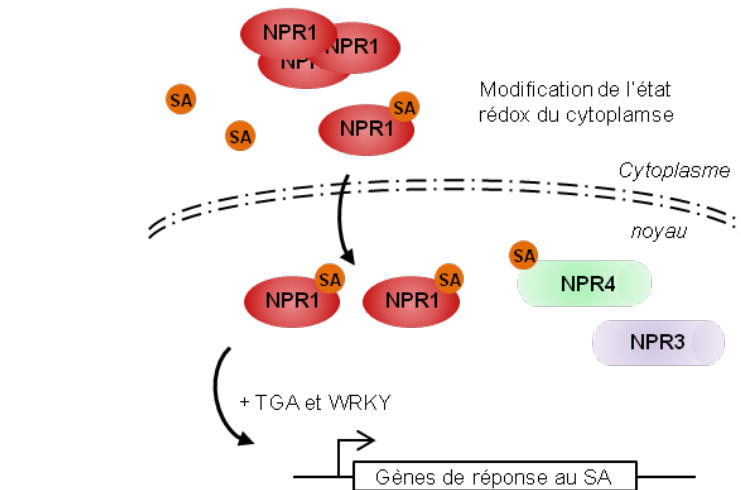 NPR1
NPR1
NPR1
SA
SA
SA
NPR1
Modification de l'état
rédox du cytoplamse
Cytoplasme
noyau
SA
NPR1
SA
NPR1
SA
NPR4
NPR3
+ TGA et WRKY
Gènes de réponse au SA